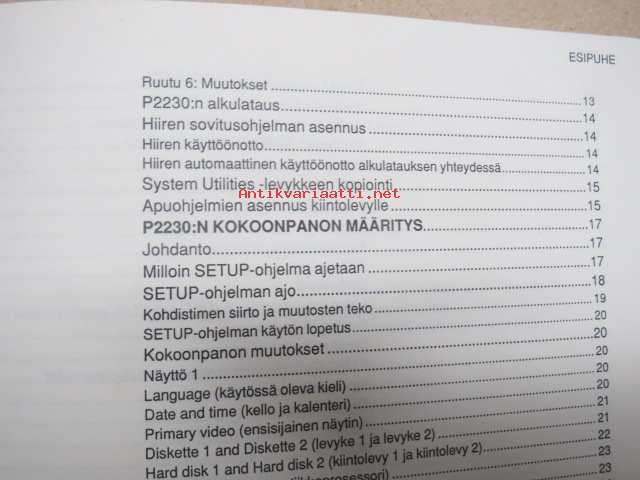 ESIPUHE
Ruutu 6: Muutokset 13
P2230:n alkulataus 14
Hiiren sovitusohjelman asennus 14
Hiiren käyttöönotto 14
Hiiren automaattinen käyttöönotto alkulatauksen yhteydessä 14
System Utilities -levykkeen kopiointi 15
Antikvariaatti.net
Apuohjelmien asennus kiintolevylle 15
P2230:N KOKOONPANON MÄÄRITYS 17
Johdanto 17
Milloin SETUP-ohjelma ajetaan 17
SETUP-ohjelman ajo 18
Kohdistimen siirto ja muutosten teko 19
SETUP-ohjelman käytön lopetus 20
Kokoonpanon muutokset 20
Näyttö 1 20
Language (käytössä oleva kieli) 20
Date and time (kello ja kalenteri) 21
Primary video (ensisijainen näytin) 21
Diskette 1 and Diskette 2 (levyke 1 ja levyke 2) 22
Hard disk 1 and Hard disk 2 (kiintolevy 1 ja kiintolevy 2) 23